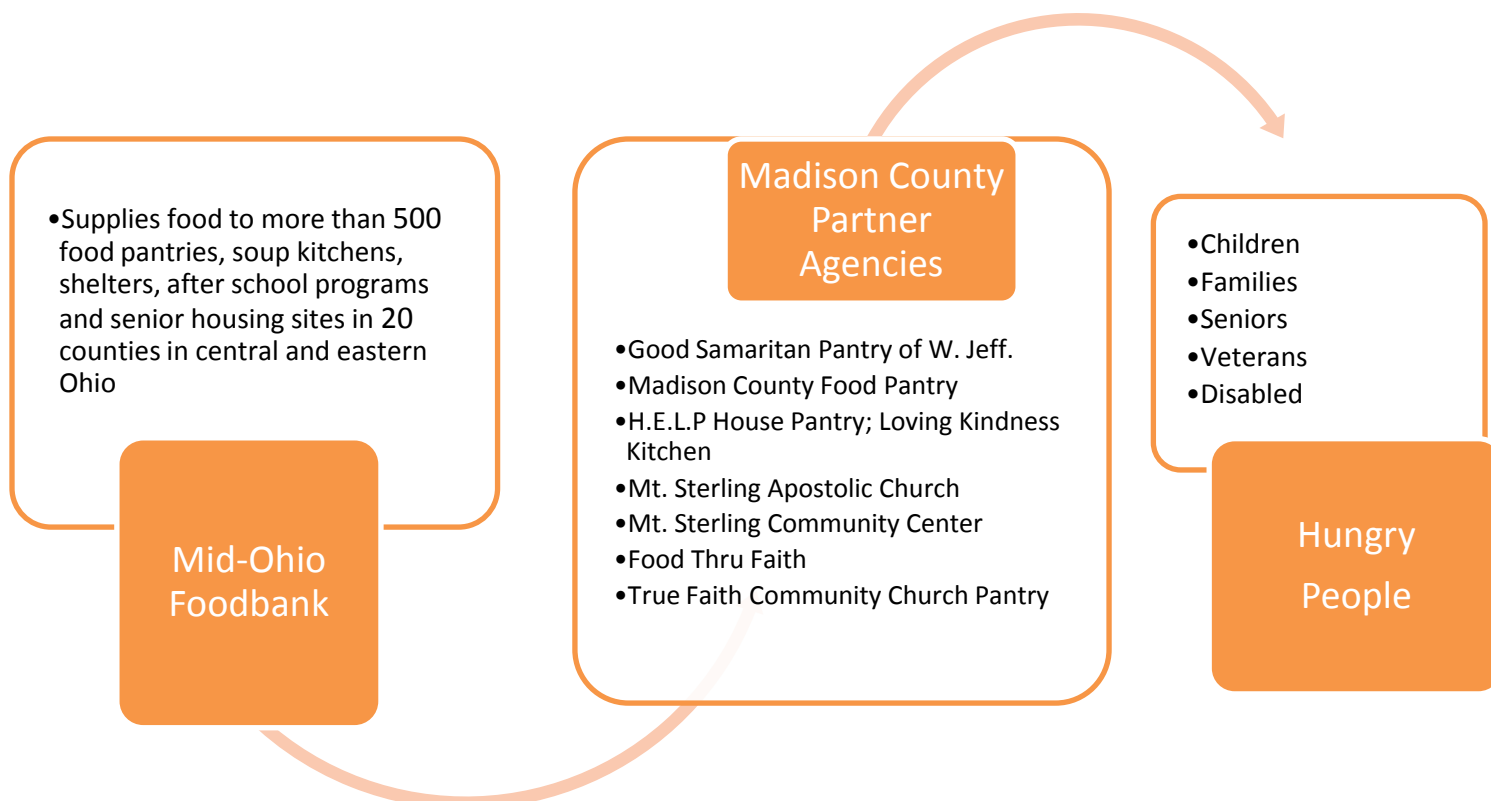 •Supplies food to more than 500
food pantries, soup kitchens,
shelters, after school programs
and senior housing sites in 20
counties in central and eastern
Ohio
Mid-Ohio
Foodbank
Madison County
Partner
Agencies
•Good Samaritan Pantry of W. Jeff.
•Madison County Food Pantry
•H.E.L.P House Pantry; Loving Kindness
Kitchen
•Mt. Sterling Apostolic Church
•Mt. Sterling Community Center
•Food Thru Faith
•True Faith Community Church Pantry
•Children
•Families
•Seniors
•Veterans
•Disabled
Hungry
People